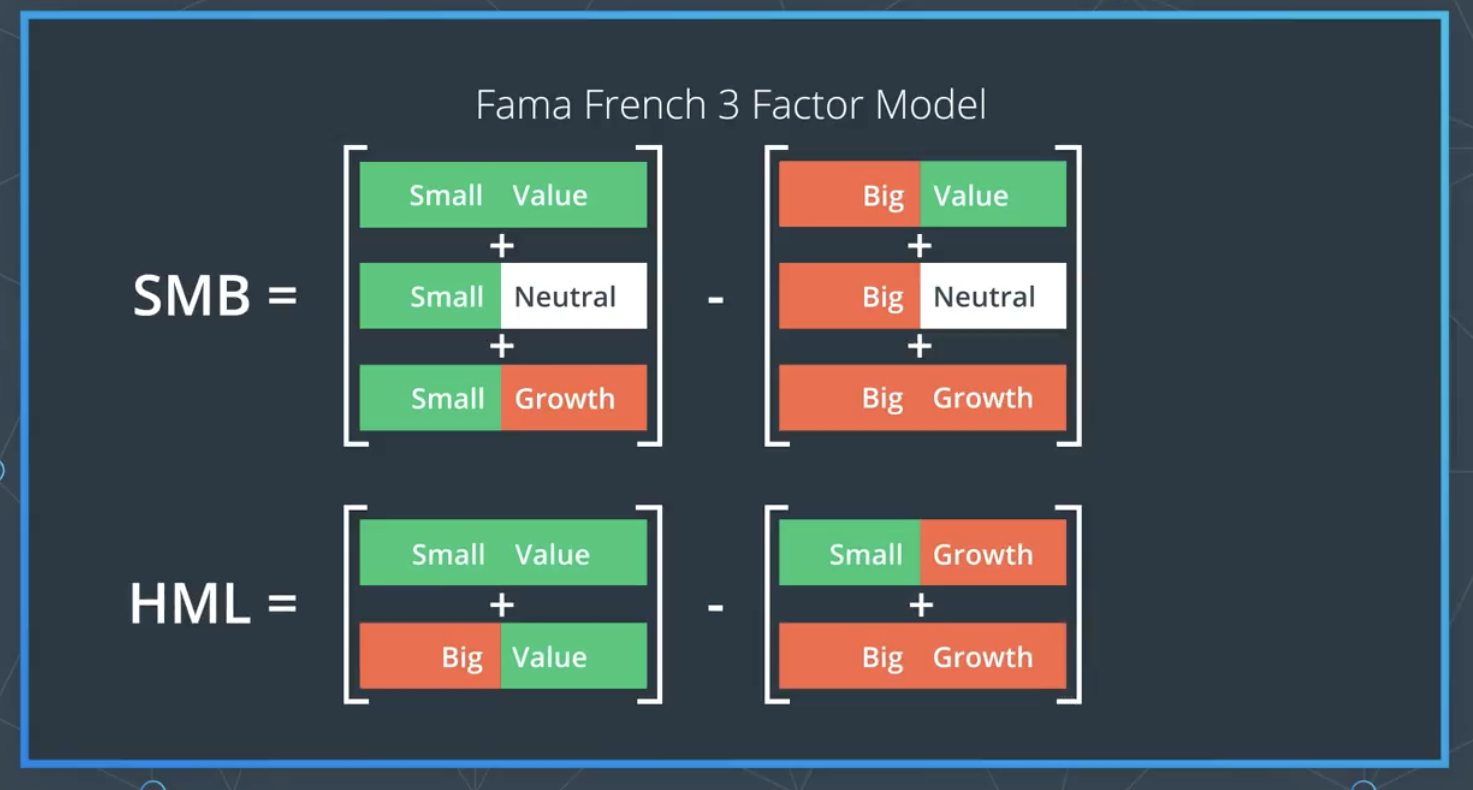 Fama French 3 Factor Model
Small Value
Big Value
+
+
SMB =
Small Neutral
-
Big Neutral
+
+
Small Growth
Big Growth
Small Value
Small Growth
HML =
+
-
+
Big Value
Big Growth